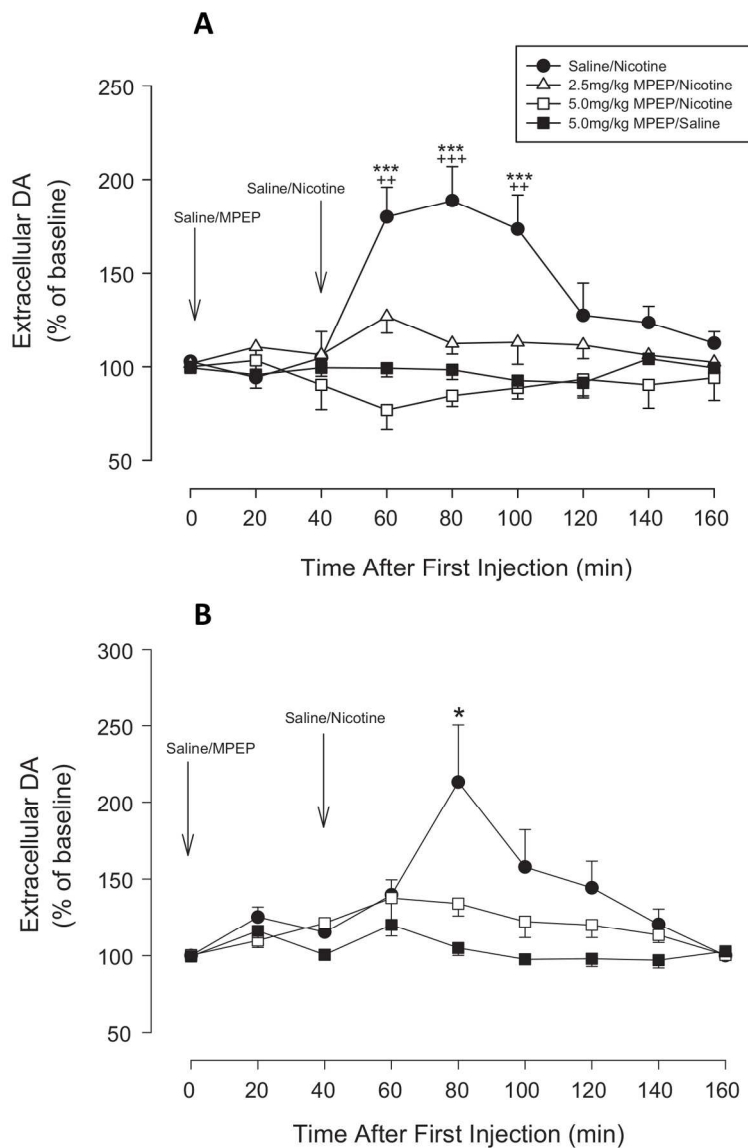 A
Saline/Nicotine
2.5mg/kg MPEP/Nicotine
5.0mg/kg MPEP/Nicotine
5.0mg/kg MPEP/Saline
250
200
150
100
50
Extracellular DA
(% of baseline)
Saline/MPEP
Saline/Nicotine
***
++
***
+++
***
++
0 20 40 60 80 100 120 140 160
Time After First Injection (min)
B
300
250
200
150
100
50
Extracellular DA
(% of baseline)
Saline/MPEP
Saline/Nicotine
*
0 20 40 60 80 100 120 140 160
Time After First Injection (min)